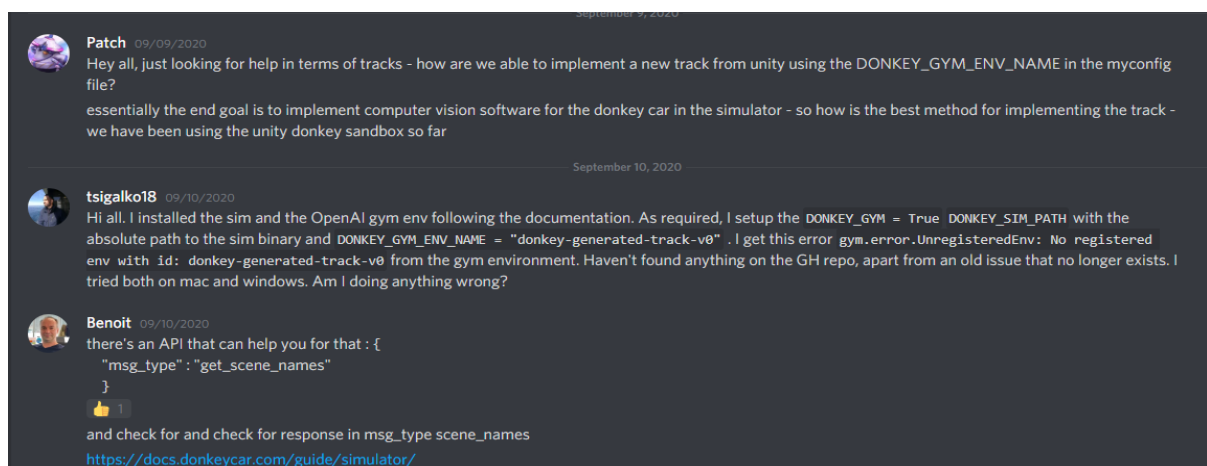 September 9, 2020
Patch 09/09/2020
Hey all, just looking for help in terms of tracks - how are we able to implement a new track from unity using the DONKEY_GYM_ENV_NAME in the myconfig
file?
essentially the end goal is to implement computer vision software for the donkey car in the simulator - so how is the best method for implementing the track -
we have been using the unity donkey sandbox so far
September 10, 2020
tsigalko18 09/10/2020
Hi all. I installed the sim and the OpenAI gym env following the documentation. As required, I setup the DONKEY_GYM = True DONKEY_SIM_PATH with the
absolute path to the sim binary and DONKEY_GYM_ENV_NAME = "donkey-generated-track-v0" . I get this error gym.error.UnregisteredEnv: No registered
env with id: donkey-generated-track-v0 from the gym environment. Haven't found anything on the GH repo, apart from an old issue that no longer exists. I
tried both on mac and windows. Am I doing anything wrong?
Benoit 09/10/2020
there's an API that can help you for that : {
"msg_type" : "get_scene_names"
}
1
and check for and check for response in msg_type scene_names
https://docs.donkeycar.com/guide/simulator/